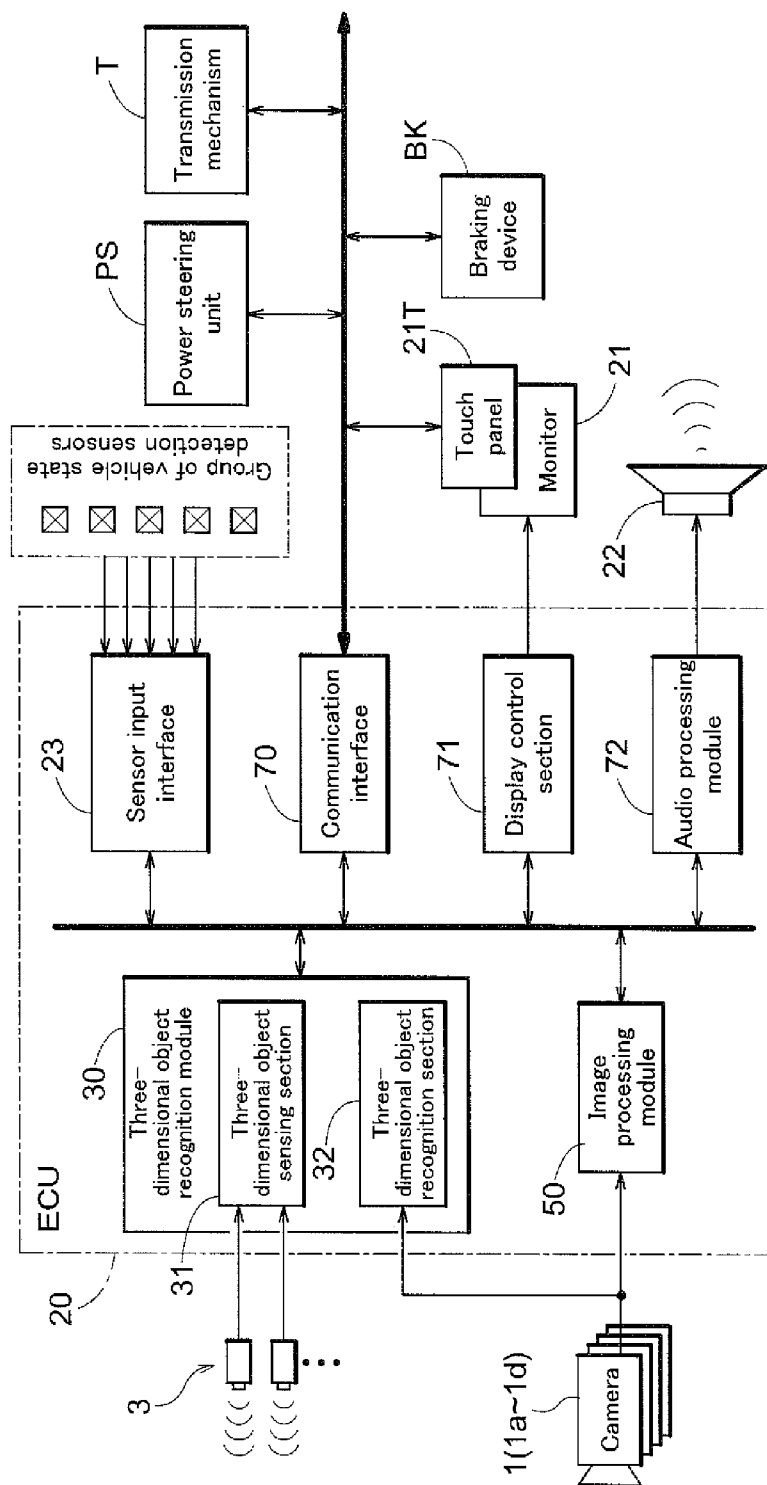 ECU
20
3
31
30
Three-
dimensional object
recognition module
Three-
dimensional object
sensing section
32
Three-
dimensional object
recognition section
1(1a~1d)
Camera
50
Image
processing
module
23
Sensor input
interface
70
Communication
interface
71
Display control
section
72
Audio processing
module
Group of vehicle state
detection sensors
PS
Power steering
unit
T
Transmission
mechanism
21T
Touch
panel
Monitor
21
BK
Braking
device
22